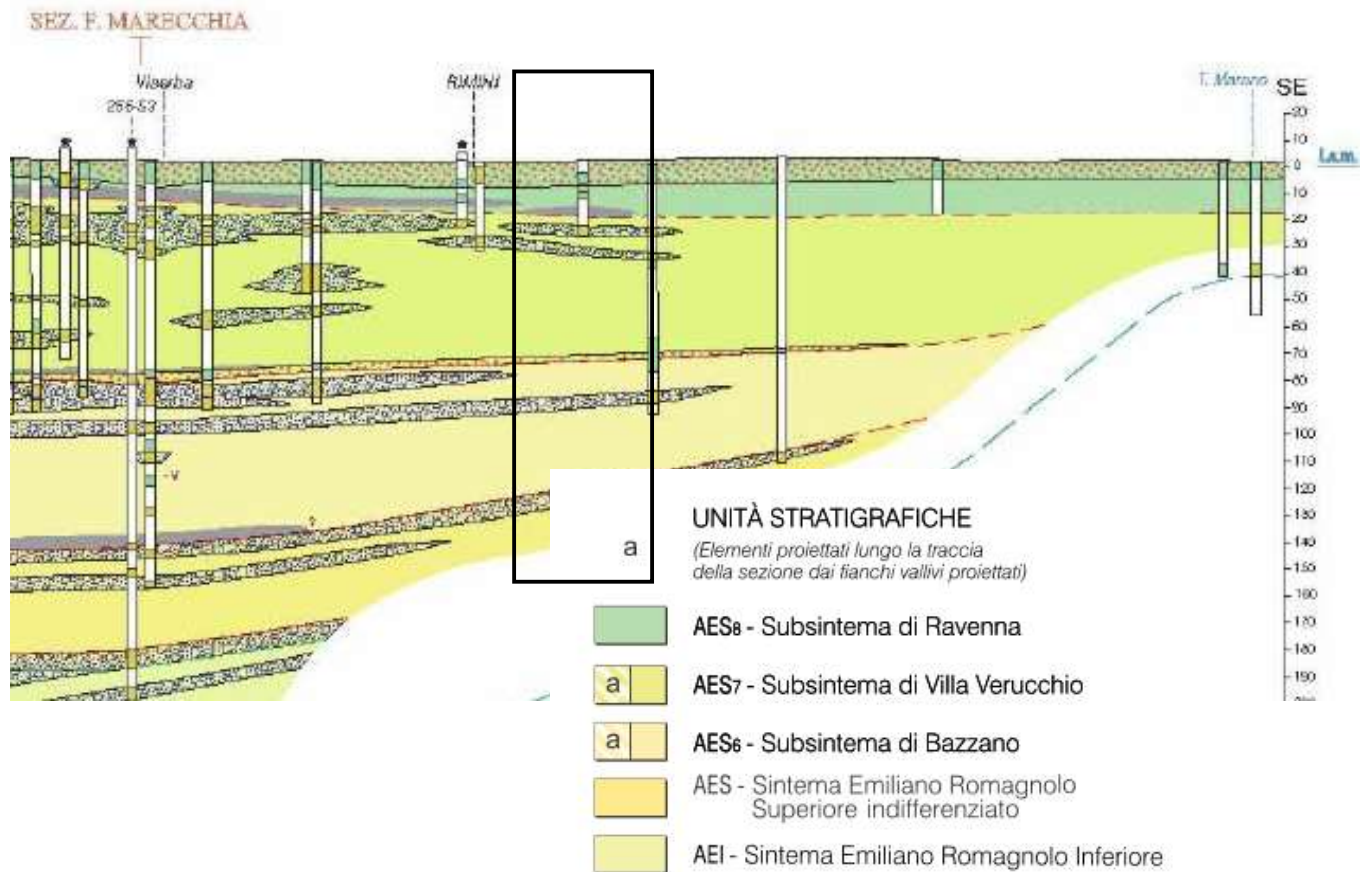 SEZ. F. MARECCHIA
Viserba
RIMINI
T. Marano
SE
256-S3
20
10
0
l.m.
10
20
30
40
50
60
70
80
90
100
110
120
130
140
150
160
170
180
190
?
-V
UNITÀ STRATIGRAFICHE
a
(Elementi proiettati lungo la traccia
della sezione dai fianchi vallivi proiettati)
AES8 - Subsintema di Ravenna
a
AES7 - Subsintema di Villa Verucchio
a
AES6 - Subsintema di Bazzano
AES - Sintema Emiliano Romagnolo
Superiore indifferenziato
AEI - Sintema Emiliano Romagnolo Inferiore